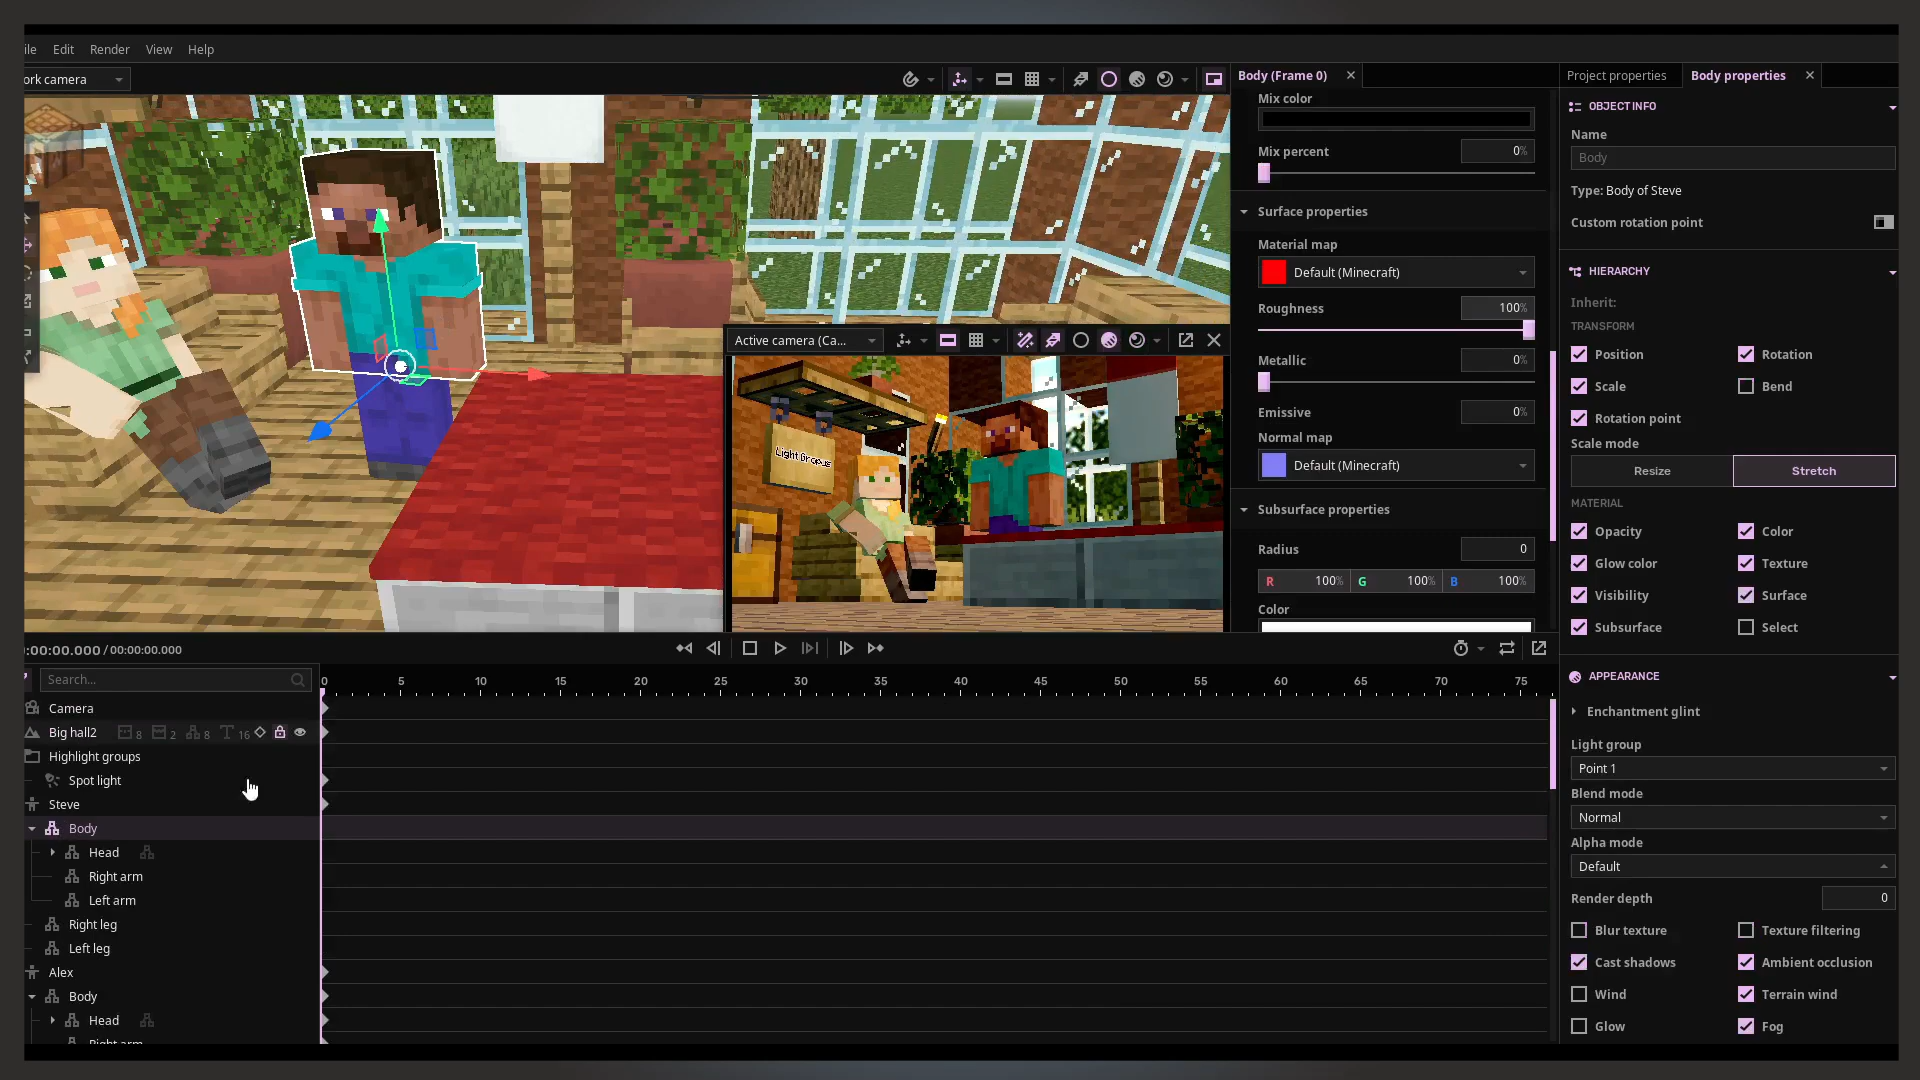 ile Edit Render View Help
ork camera
Active camera (Ca...
Light Groups
Body (Frame 0)
Mix color
Mix percent 0%
Surface properties
Material map
Default (Minecraft)
Roughness 100%
Metallic 0%
Emissive 0%
Normal map
Default (Minecraft)
Subsurface properties
Radius 0
R 100% G 100% B 100%
Color
Project properties Body properties
OBJECT INFO
Name
Body
Type: Body of Steve
Custom rotation point
HIERARCHY
Inherit:
TRANSFORM
Position Rotation
Scale Bend
Rotation point
Scale mode
Resize Stretch
MATERIAL
Opacity Color
Glow color Texture
Visibility Surface
Subsurface Select
APPEARANCE
Enchantment glint
Light group
Point 1
Blend mode
Normal
Alpha mode
Default
Render depth 0
Blur texture Texture filtering
Cast shadows Ambient occlusion
Wind Terrain wind
Glow Fog
:00:00.000 / 00:00:00.000
Search...
0 5 10 15 20 25 30 35 40 45 50 55 60 65 70 75
Camera
Big hall2 8 2 8 16
Highlight groups
Spot light
Steve
Body
Head
Right arm
Left arm
Right leg
Left leg
Alex
Body
Head
Right arm